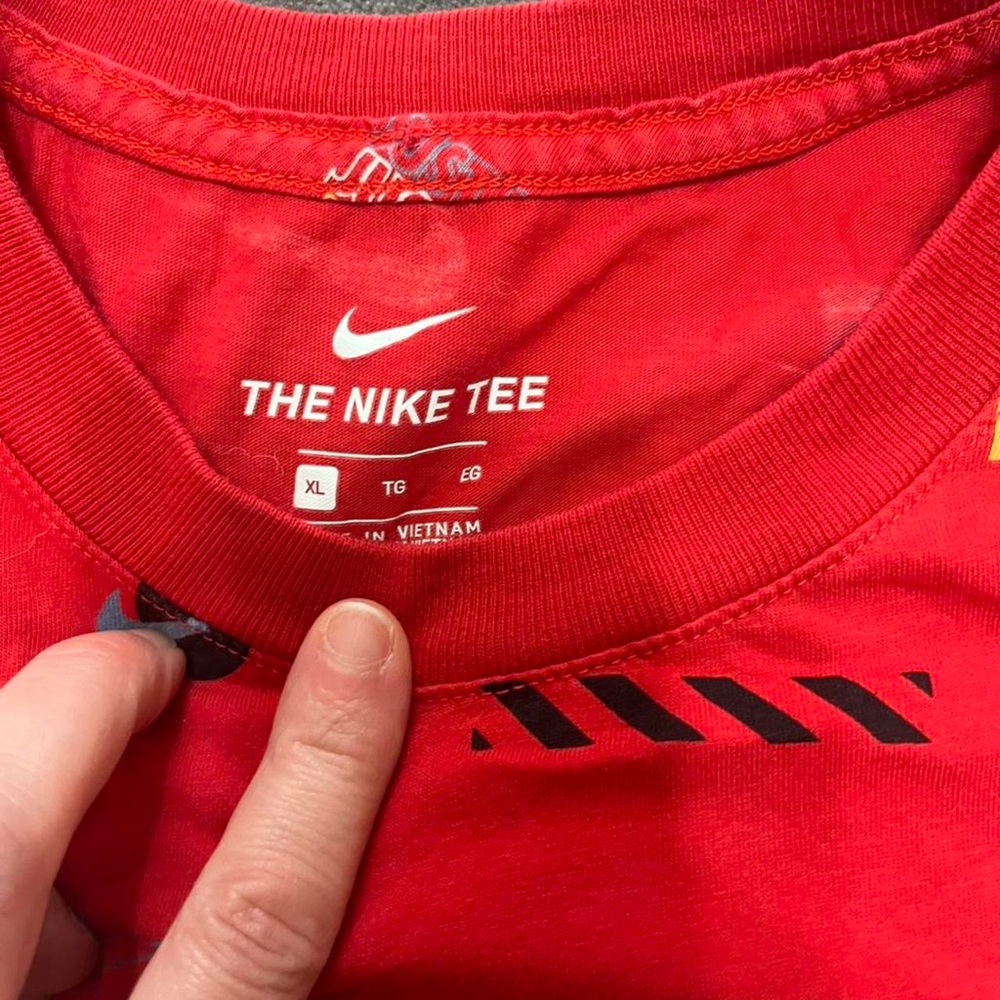 THE NIKE TEE
XL TG EG
IN VIETNAM